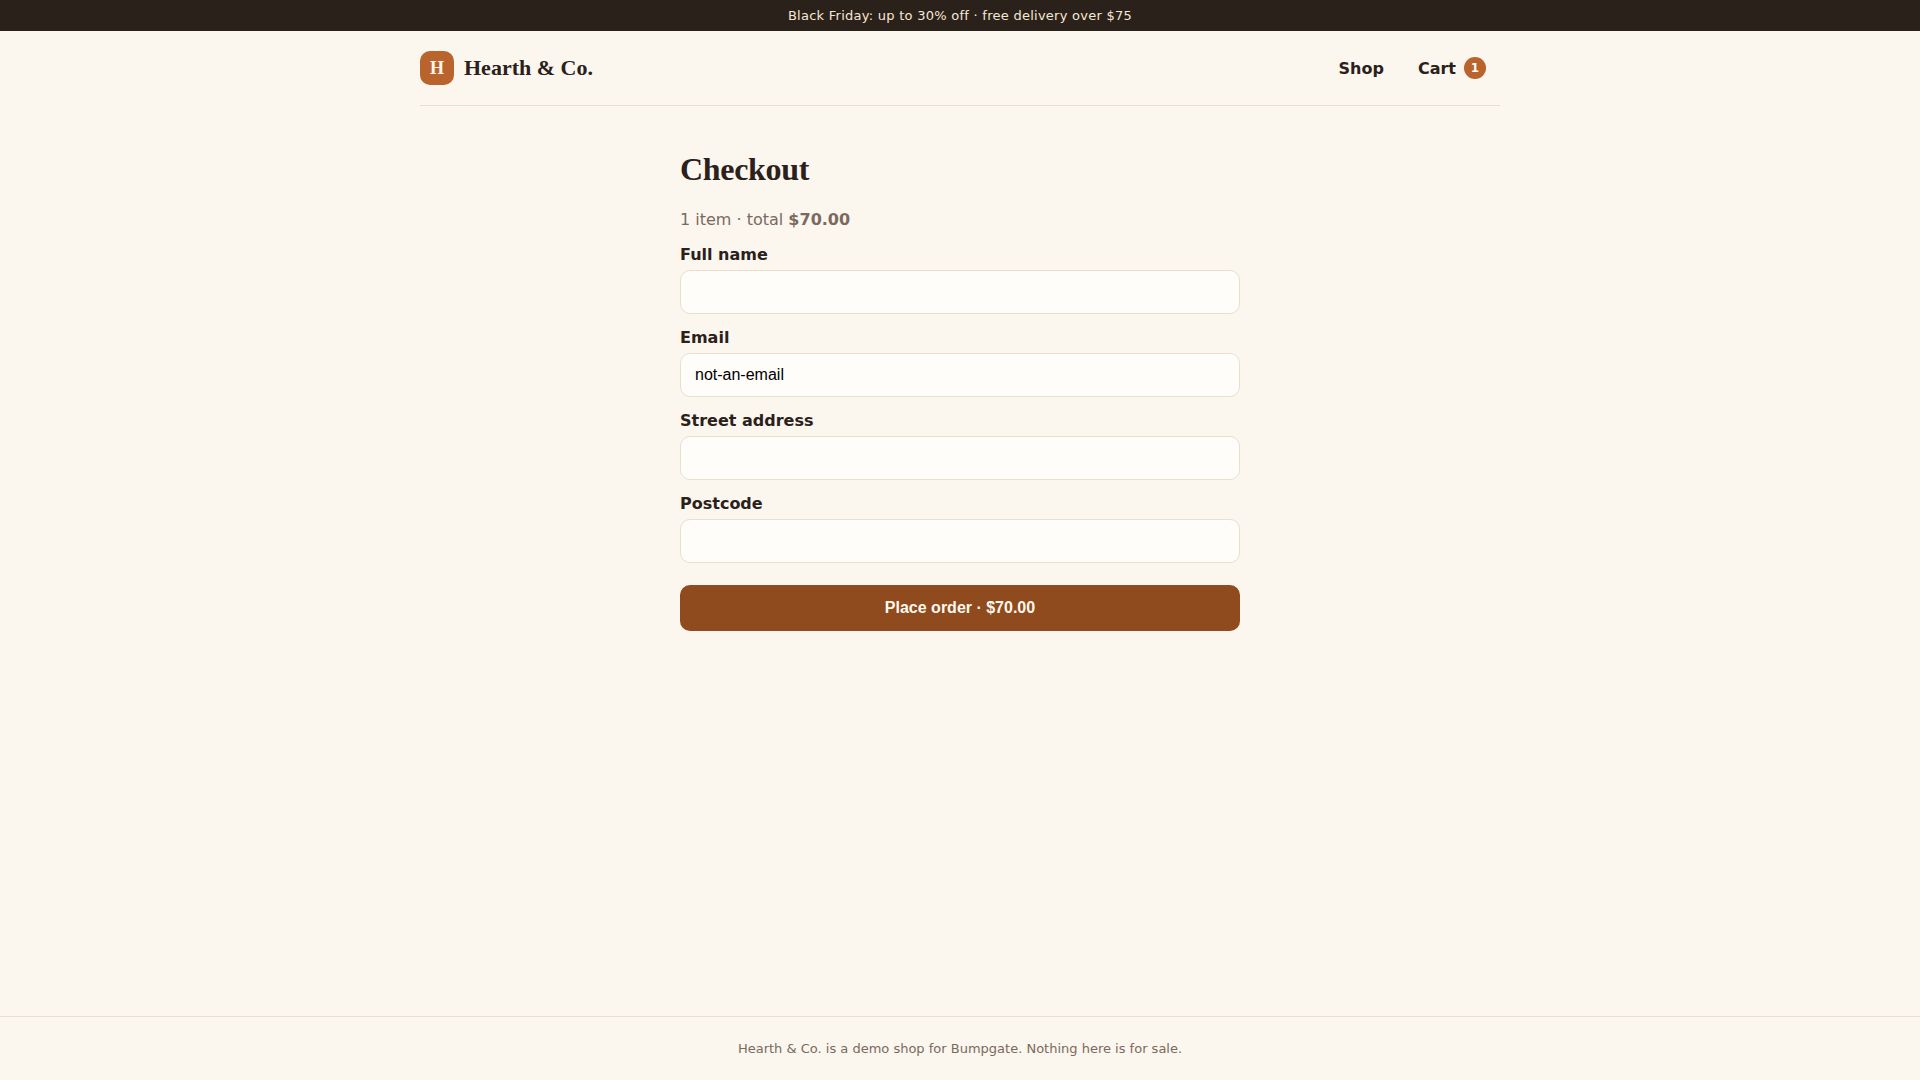 Black Friday: up to 30% off · free delivery over $75
H Hearth & Co.
Shop Cart 1
Checkout
1 item · total $70.00
Full name
Email
not-an-email
Street address
Postcode
Place order · $70.00
Hearth & Co. is a demo shop for Bumpgate. Nothing here is for sale.